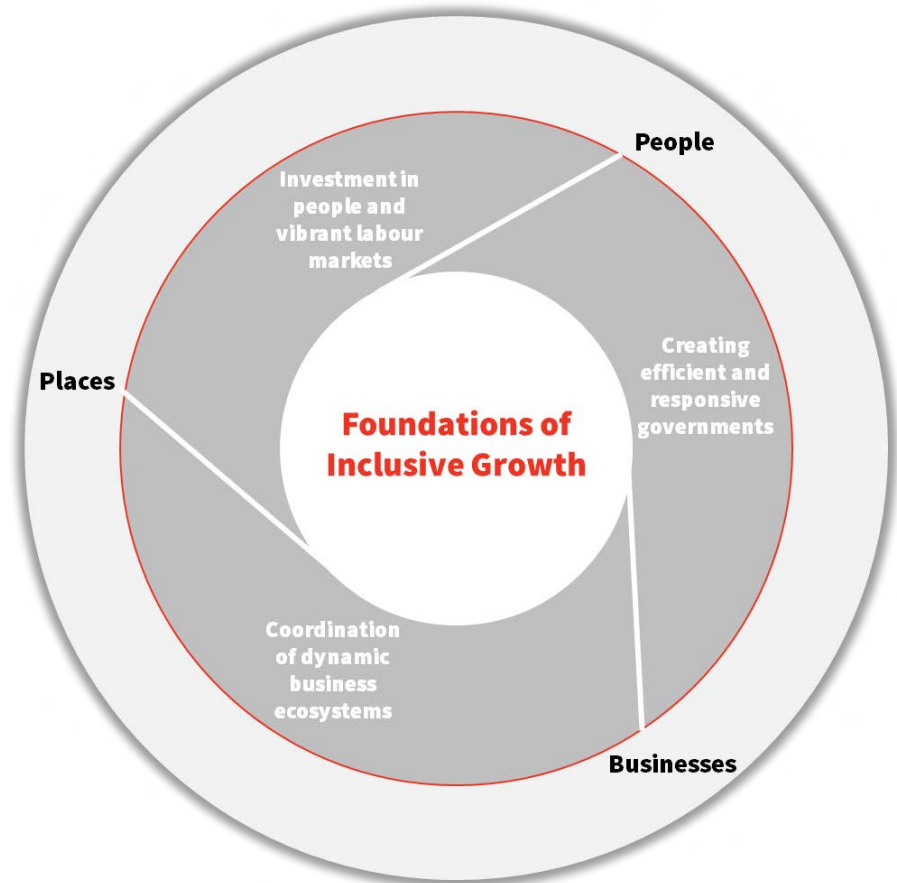 People
Investment in
people and
vibrant labour
markets
Creating
efficient and
responsive
governments
Places
Foundations of
Inclusive Growth
Coordination
of dynamic
business
ecosystems
Businesses